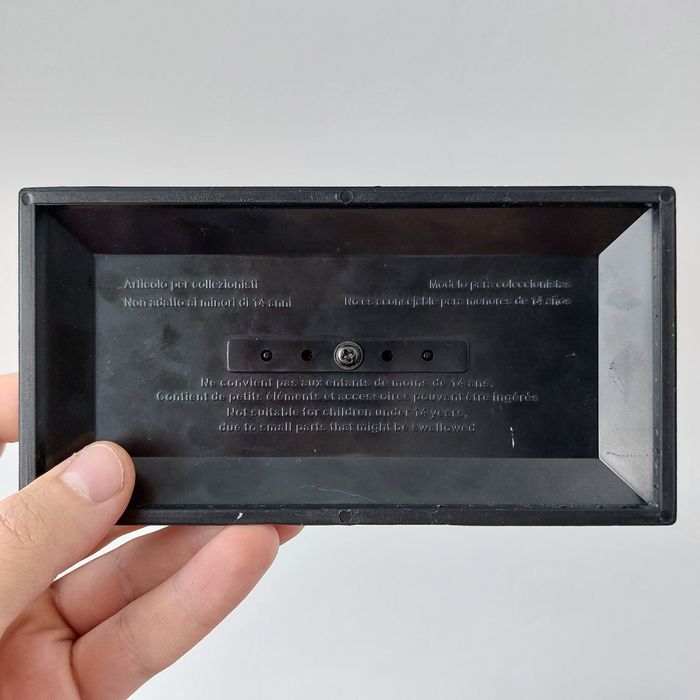 Articolo per collezionisti
Non adatto ai minori di 14 anni
Modelo para coleccionistas
No es aconsejable para menores de 14 años
Ne convient pas aux enfants de moins de 14 ans,
Contient de petits éléments et accessoires pouvant être ingérés
Not suitable for children under 14 years,
due to small parts that might be swallowed